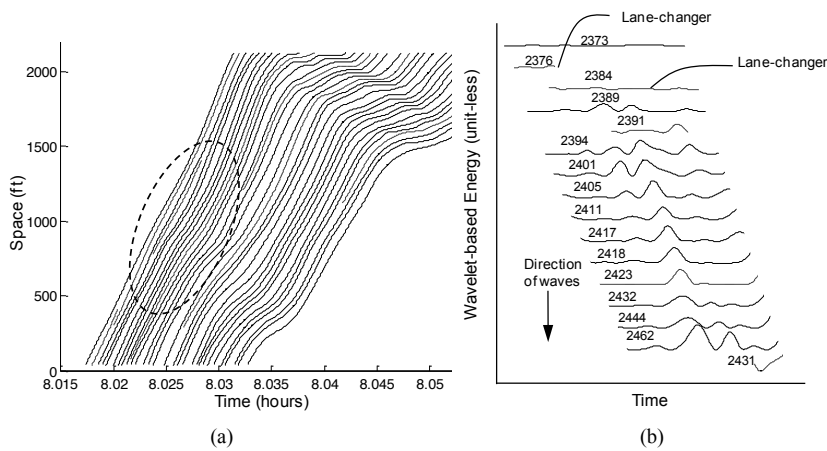 2000
1500
1000
500
0
Space (ft)
8.015 8.02 8.025 8.03 8.035 8.04 8.045 8.05
Time (hours)
(a)
Lane-changer
2373
2376
Lane-changer
2384
2389
2391
2394
2401
2405
2411
2417
2418
2423
2432
2444
2462
2431
Direction
of waves
Wavelet-based Energy (unit-less)
Time
(b)